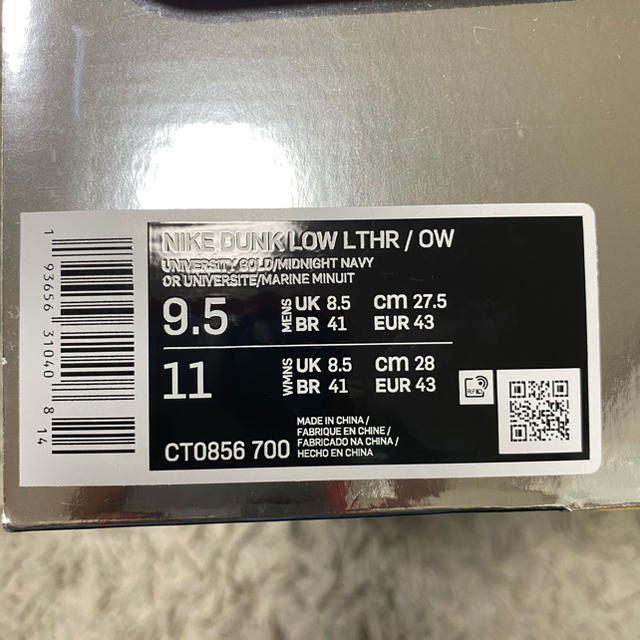 NIKE DUNK LOW LTHR / OW
UNIVERSITY GOLD/MIDNIGHT NAVY
OR UNIVERSITE/MARINE MINUIT
9.5 MENS UK 8.5 cm 27.5
BR 41 EUR 43
11 WMNS UK 8.5 cm 28
BR 41 EUR 43
RFID
CT0856 700
MADE IN CHINA /
FABRIQUE EN CHINE /
FABRICADO NA CHINA /
HECHO EN CHINA
1 93656 31040 8 14